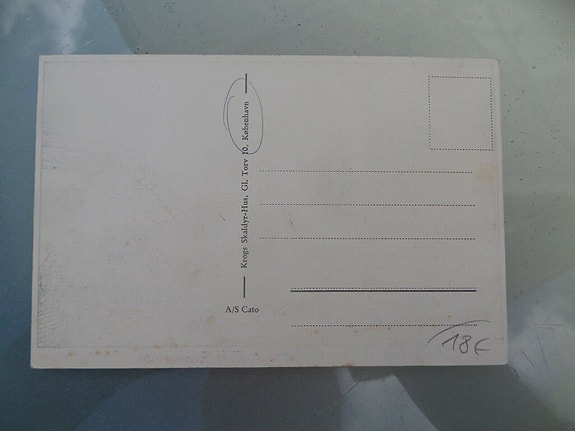 Krogs Skaldyr-Hus, Gl. Torv 10, København
A/S Cato
18€